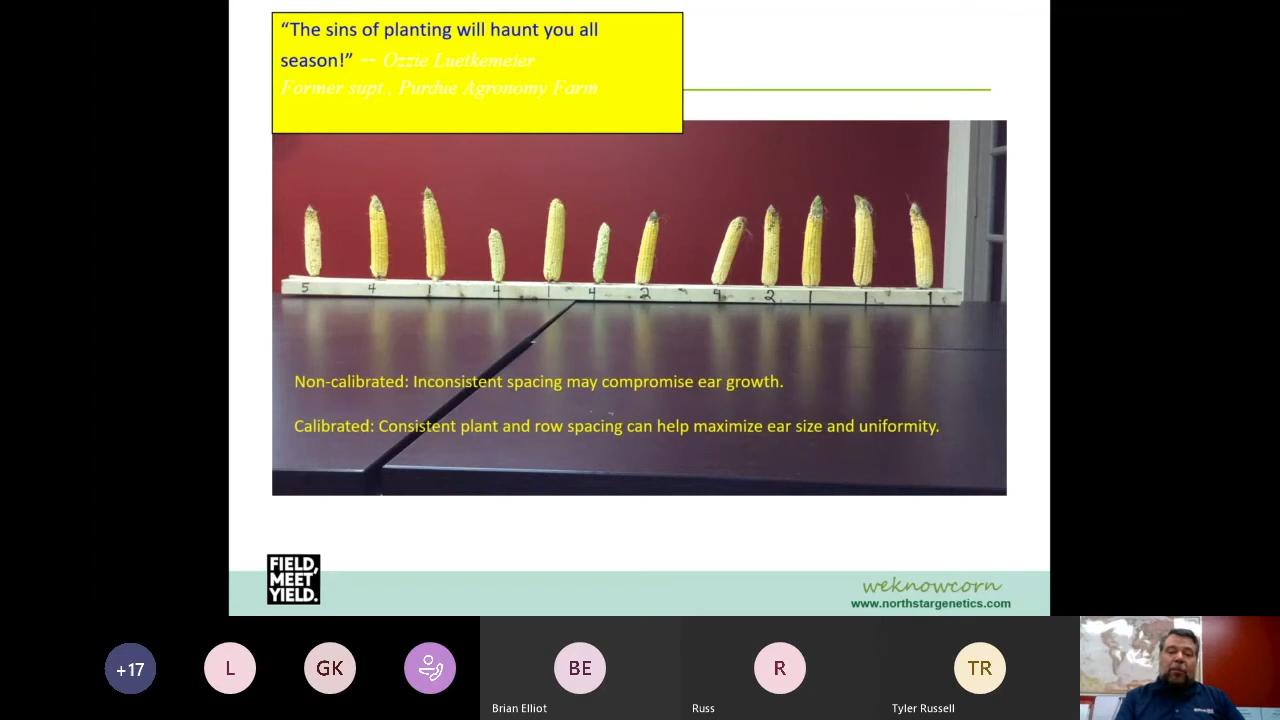 “The sins of planting will haunt you all
season!” -- Ozzie Luetkemeier
Former supt., Purdue Agronomy Farm
5 4 1 4 1 4 2 4 2 1 1 1
Non-calibrated: Inconsistent spacing may compromise ear growth.
Calibrated: Consistent plant and row spacing can help maximize ear size and uniformity.
FIELD,
MEET
YIELD.
weknowcorn
www.northstargenetics.com
+17
L
GK
BE
R
TR
Brian Elliot
Russ
Tyler Russell